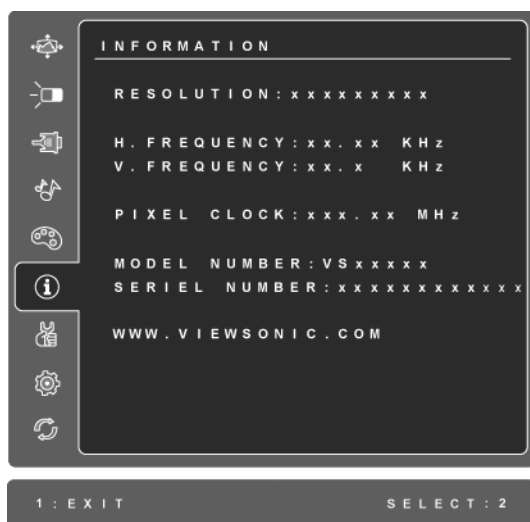 INFORMATION
RESOLUTION:xxxxxxxxx
H.FREQUENCY:xx.xx KHz
V.FREQUENCY:xx.x KHz
PIXEL CLOCK:xxx.xx MHz
MODEL NUMBER:VSxxxxx
SERIEL NUMBER:xxxxxxxxxxxx
WWW.VIEWSONIC.COM
1:EXIT SELECT:2